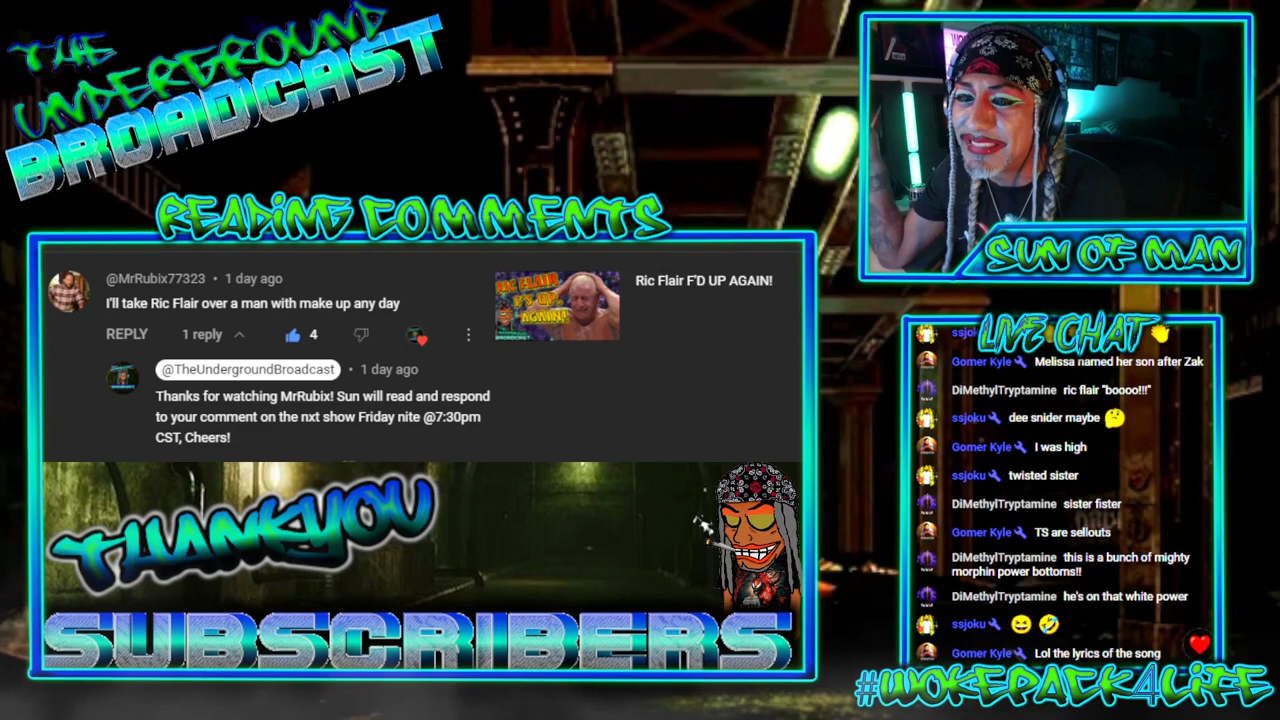 THE
UNDERGROUND
BROADCAST
READING COMMENTS
@MrRubix77323 • 1 day ago
I'll take Ric Flair over a man with make up any day
REPLY 1 reply 4
RIC FLAIR
F'S UP,
AGAIN!
Ric Flair F'D UP AGAIN!
@TheUndergroundBroadcast • 1 day ago
Thanks for watching MrRubix! Sun will read and respond
to your comment on the nxt show Friday nite @7:30pm
CST, Cheers!
THANKYOU
SUBSCRIBERS
SUN OF MAN
LIVE CHAT 👏
Gomer Kyle Melissa named her son after Zak
DiMethylTryptamine ric flair "boooo!!!"
ssjoku dee snider maybe 🤔
Gomer Kyle I was high
ssjoku twisted sister
DiMethylTryptamine sister fister
Gomer Kyle TS are sellouts
DiMethylTryptamine this is a bunch of mighty
morphin power bottoms!!
DiMethylTryptamine he's on that white power
ssjoku 😆 🤣
Gomer Kyle Lol the lyrics of the song
#WOKEPACK4LIFE